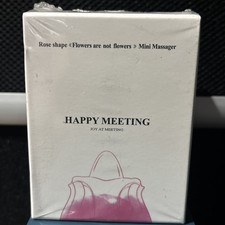 Rose shape <Flowers are not flowers > Mini Massager
HAPPY MEETING
JOY AT MEETING